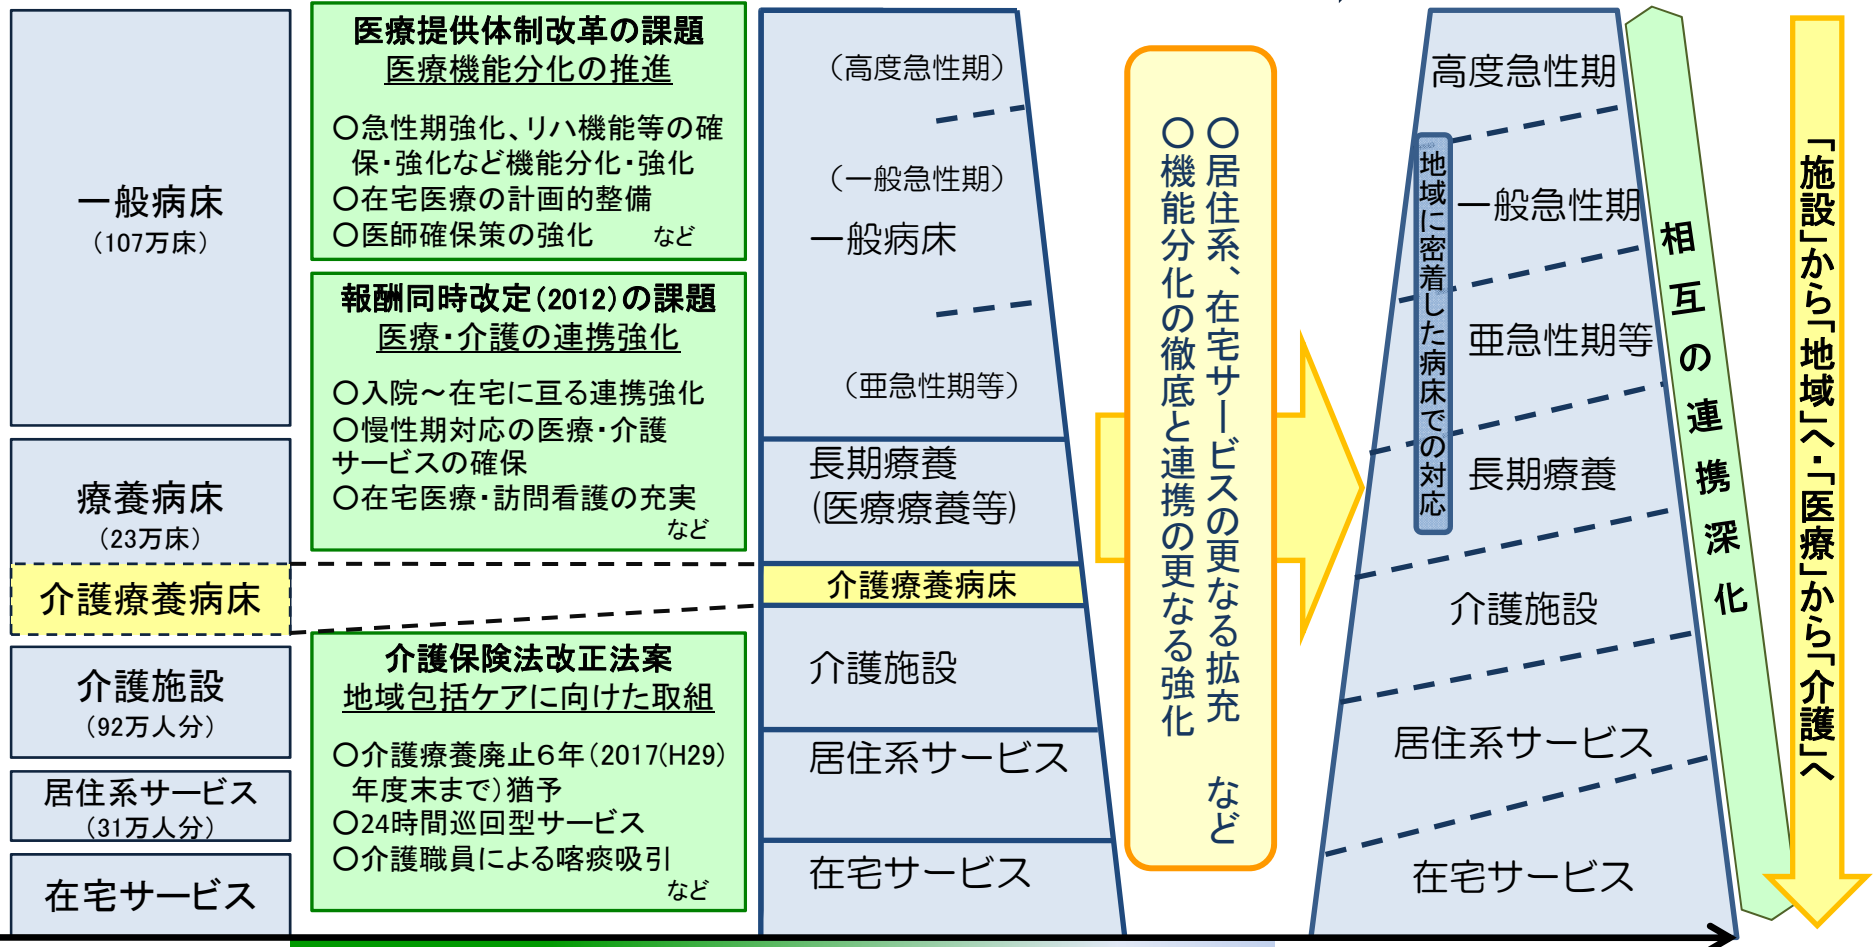 一般病床
（107万床）
療養病床
（23万床）
介護療養病床
介護施設
（92万人分）
居住系サービス
（31万人分）
在宅サービス
医療提供体制改革の課題
医療機能分化の推進
○急性期強化、リハ機能等の確
保・強化など機能分化・強化
○在宅医療の計画的整備
○医師確保策の強化　など
報酬同時改定（2012）の課題
医療・介護の連携強化
○入院～在宅に亘る連携強化
○慢性期対応の医療・介護
サービスの確保
○在宅医療・訪問看護の充実
など
介護保険法改正法案
地域包括ケアに向けた取組
○介護療養廃止６年（2017（H29）
年度末まで）猶予
○24時間巡回型サービス
○介護職員による喀痰吸引
など
（高度急性期）
（一般急性期）
一般病床
（亜急性期等）
長期療養
（医療療養等）
介護療養病床
介護施設
居住系サービス
在宅サービス
○居住系、在宅サービスの更なる拡充
○機能分化の徹底と連携の更なる強化　など
高度急性期
一般急性期
亜急性期等
長期療養
介護施設
居住系サービス
在宅サービス
地域に密着した病床での対応
相互の連携深化
「施設」から「地域」へ・「医療」から「介護」へ